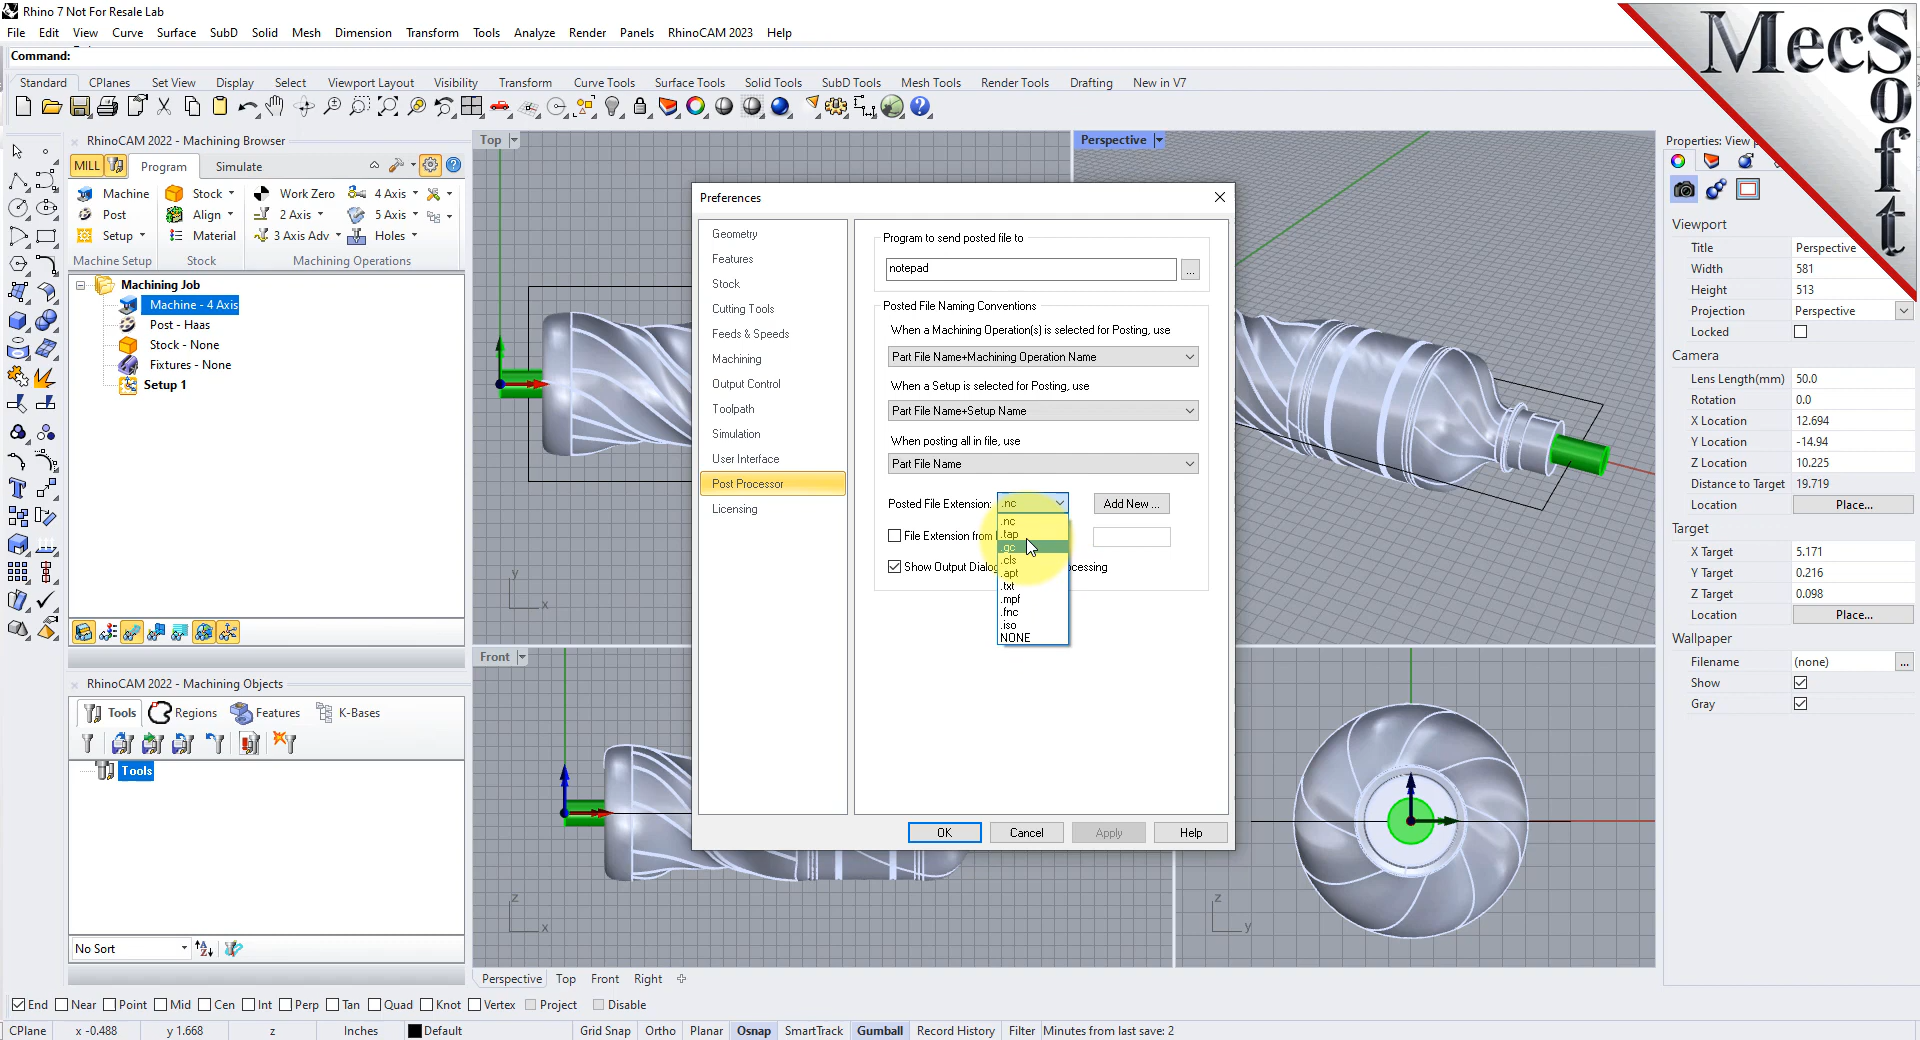 Rhino 7 Not For Resale Lab
File Edit View Curve Surface SubD Solid Mesh Dimension Transform Tools Analyze Render Panels RhinoCAM 2023 Help
Command:
Standard CPlanes Set View Display Select Viewport Layout Visibility Transform Curve Tools Surface Tools Solid Tools SubD Tools Mesh Tools Render Tools Drafting New in V7
MecSoft
RhinoCAM 2022 - Machining Browser
MILL Program Simulate
Machine Stock Work Zero 4 Axis
Post Align 2 Axis 5 Axis
Setup Material 3 Axis Adv Holes
Machine Setup Stock Machining Operations
Machining Job
Machine - 4 Axis
Post - Haas
Stock - None
Fixtures - None
Setup 1
RhinoCAM 2022 - Machining Objects
Tools Regions Features K-Bases
Tools
No Sort
Top
y
x
Perspective
Front
z
x
z
y
Preferences
Geometry
Features
Stock
Cutting Tools
Feeds & Speeds
Machining
Output Control
Toolpath
Simulation
User Interface
Post Processor
Licensing
Program to send posted file to
notepad ...
Posted File Naming Conventions
When a Machining Operation(s) is selected for Posting, use
Part File Name+Machining Operation Name
When a Setup is selected for Posting, use
Part File Name+Setup Name
When posting all in file, use
Part File Name
Posted File Extension: .nc Add New ...
.nc
.tap
.gc
.cls
.apt
.txt
.mpf
.fnc
.iso
NONE
File Extension from
Show Output Dialog
OK Cancel Apply Help
Properties: View
Viewport
Title Perspective
Width 581
Height 513
Projection Perspective
Locked
Camera
Lens Length(mm) 50.0
Rotation 0.0
X Location 12.694
Y Location -14.94
Z Location 10.225
Distance to Target 19.719
Location Place...
Target
X Target 5.171
Y Target 0.216
Z Target 0.098
Location Place...
Wallpaper
Filename (none) ...
Show
Gray
Perspective Top Front Right
End Near Point Mid Cen Int Perp Tan Quad Knot Vertex Project Disable
CPlane x -0.488 y 1.668 z Inches Default Grid Snap Ortho Planar Osnap SmartTrack Gumball Record History Filter Minutes from last save: 2